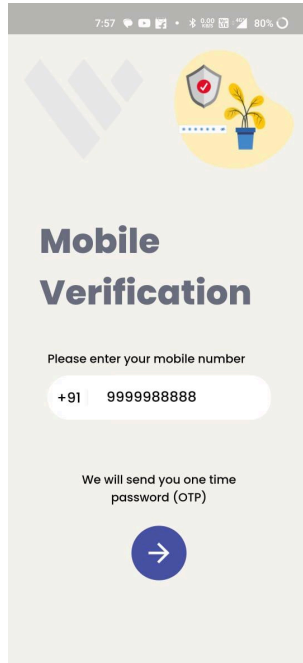 7:57 80%
Mobile
Verification
Please enter your mobile number
+91 9999988888
We will send you one time
password (OTP)